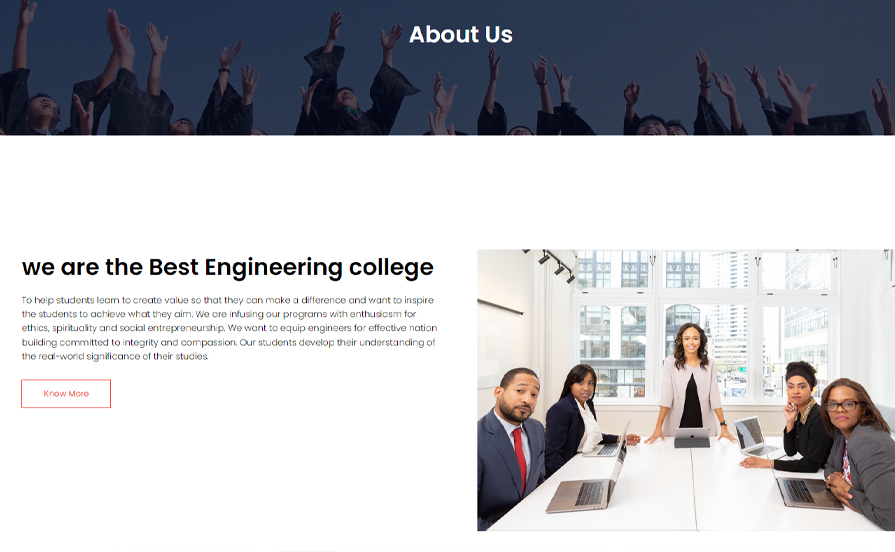 About Us
we are the Best Engineering college
To help students learn to create value so that they can make a difference and want to inspire
the students to achieve what they aim. We are infusing our programs with enthusiasm for
ethics, spirituality and social entrepreneurship. We want to equip engineers for effective nation
building committed to integrity and compassion. Our students develop their understanding of
the real-world significance of their studies.
Know More